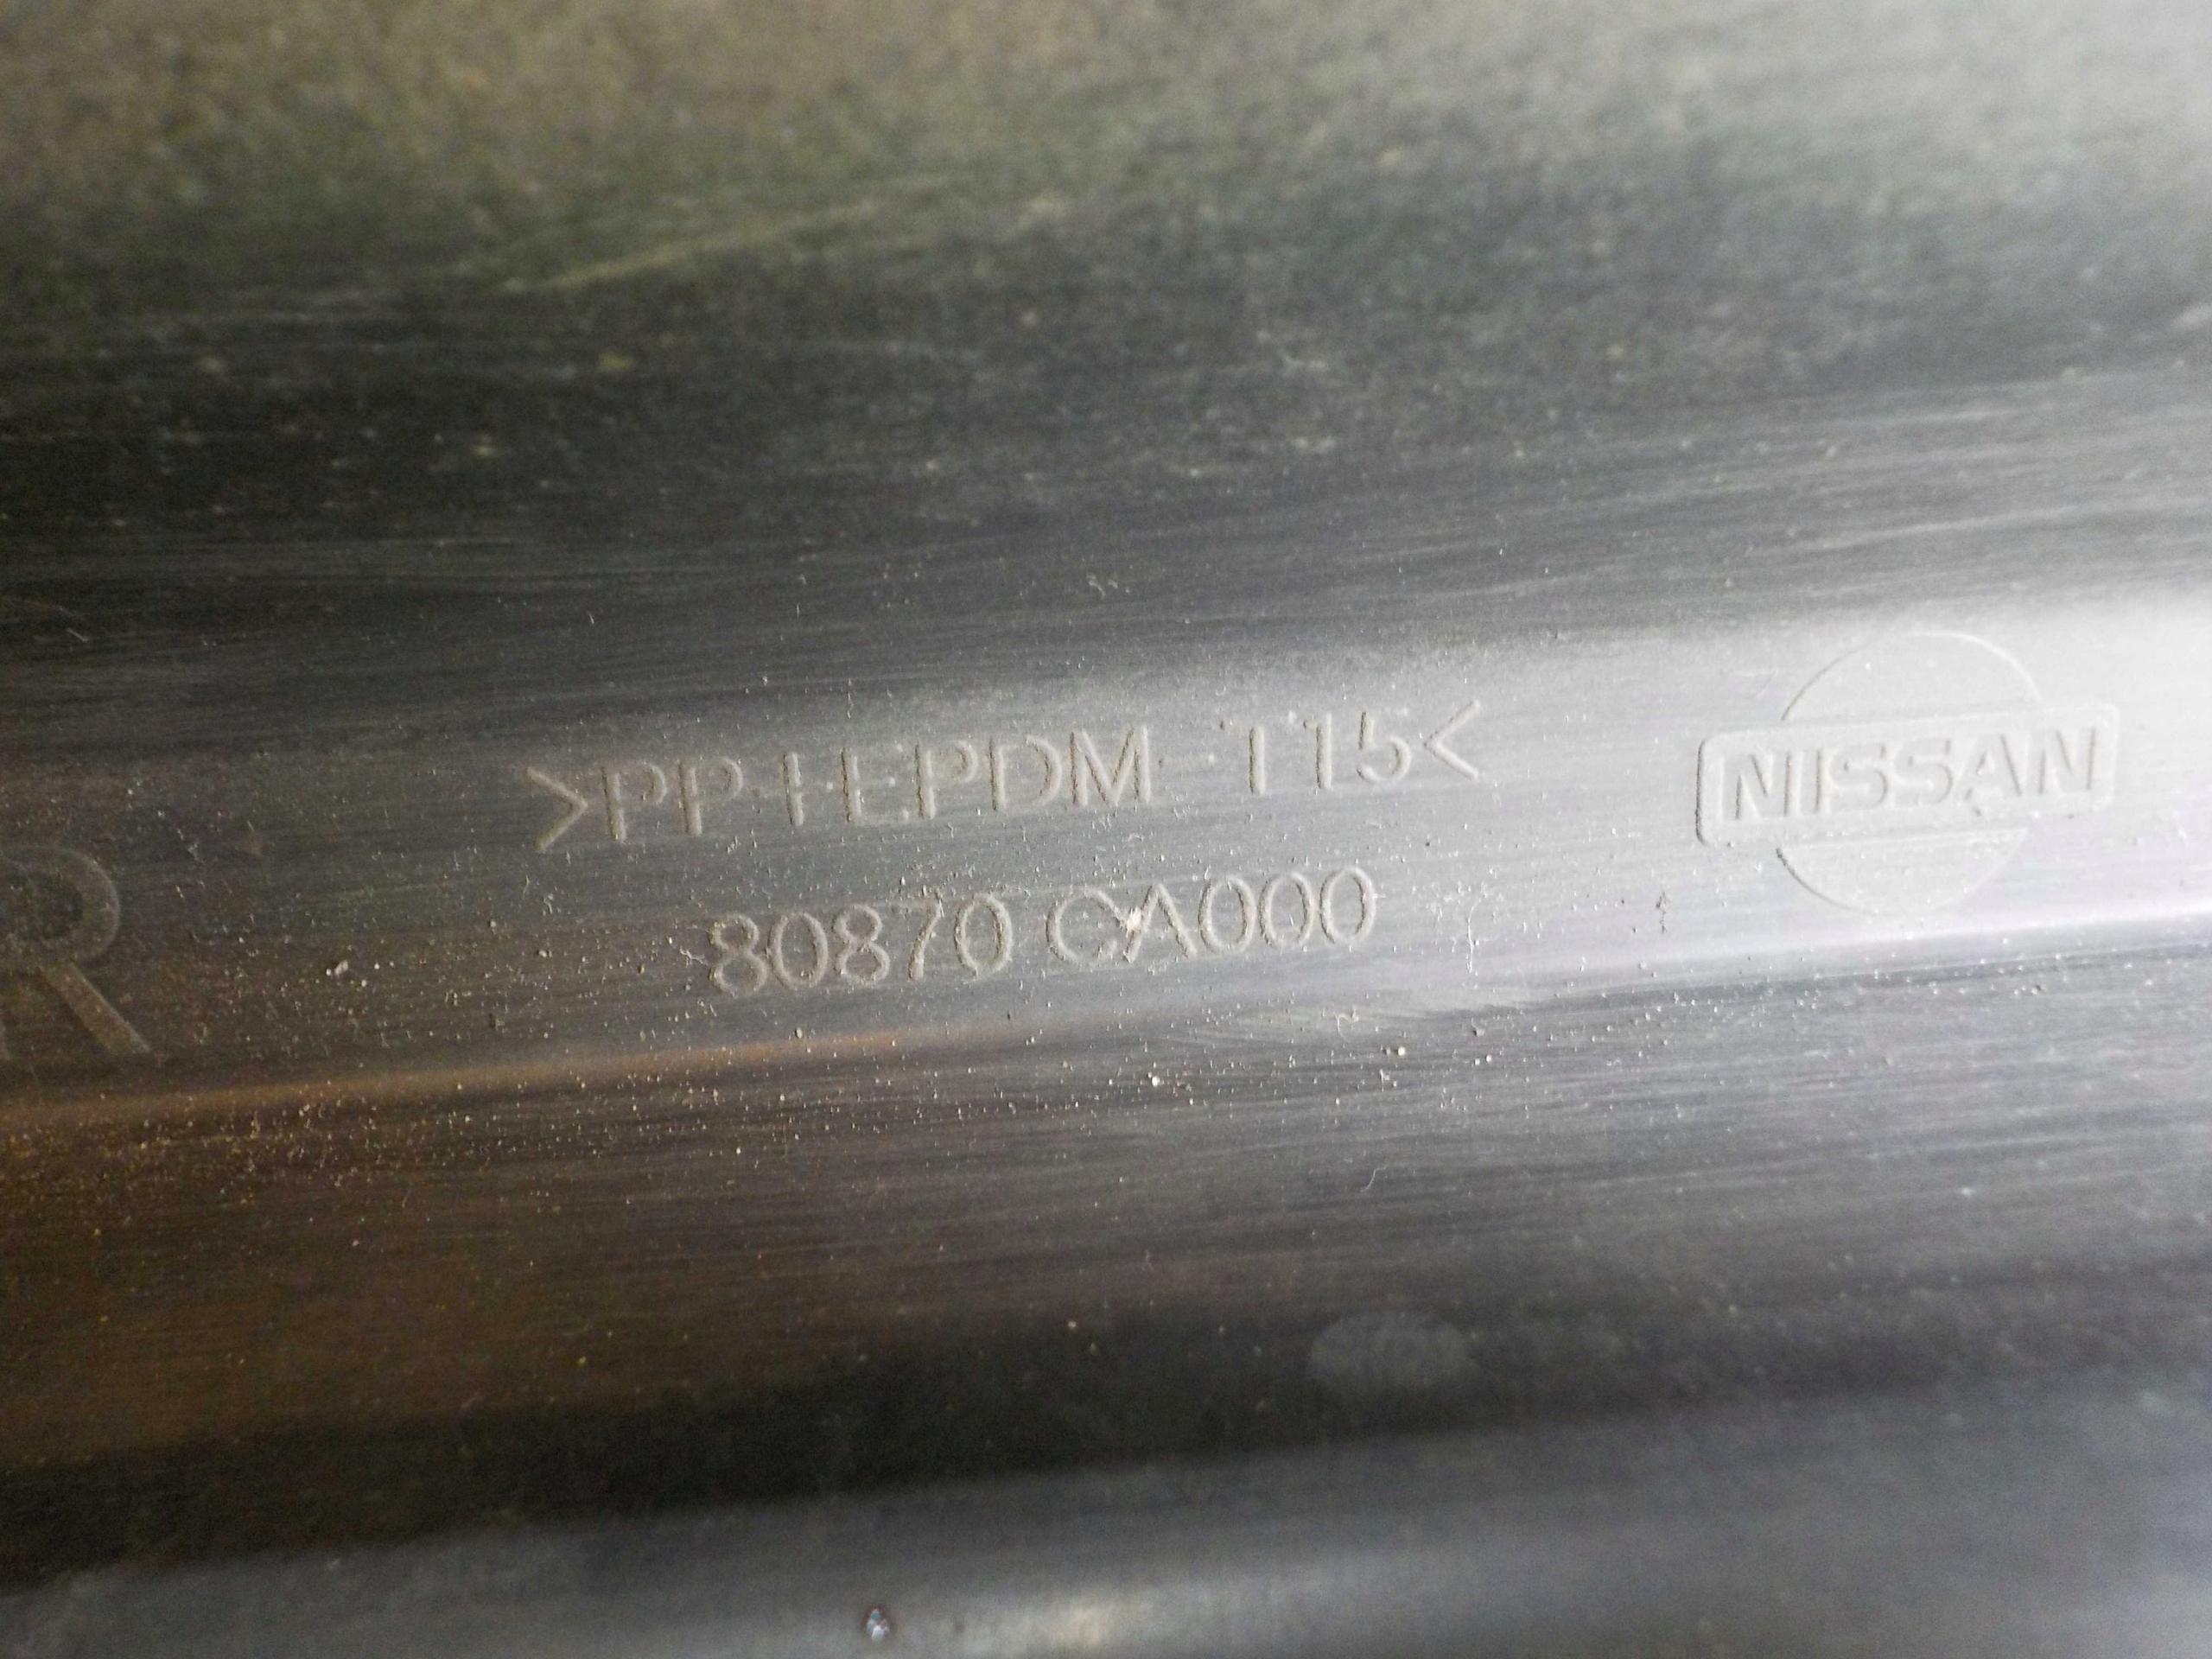 >PP+EPDM-T15<
NISSAN
80870 CA000
R